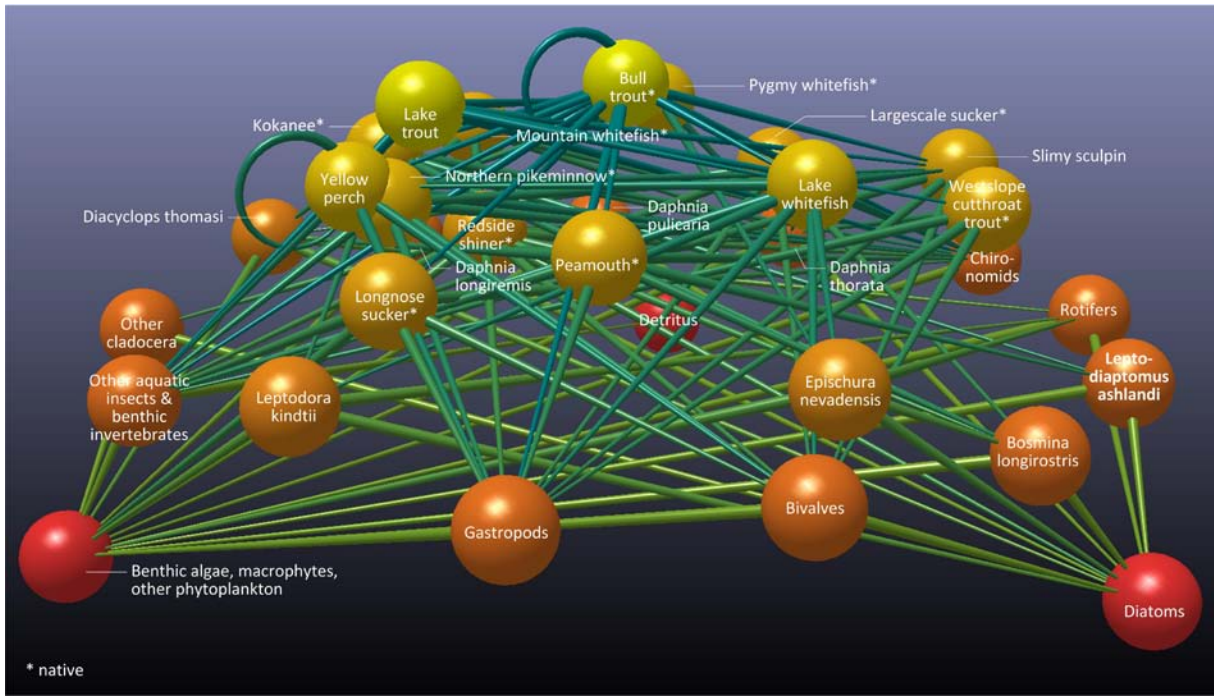 Bull
trout*
Pygmy whitefish*
Lake
trout
Kokanee*
Mountain whitefish*
Largescale sucker*
Slimy sculpin
Yellow
perch
Northern pikeminnow*
Lake
whitefish
Westslope
cutthroat
trout*
Diacyclops thomasi
Redside
shiner*
Daphnia
pulicaria
Daphnia
longiremis
Peamouth*
Daphnia
thorata
Chiro-
nomids
Longnose
sucker*
Detritus
Rotifers
Other
cladocera
Other aquatic
insects &
benthic
invertebrates
Leptodora
kindtii
Epischura
nevadensis
Lepto-
diaptomus
ashlandi
Bosmina
longirostris
Gastropods
Bivalves
Benthic algae, macrophytes,
other phytoplankton
Diatoms
* native